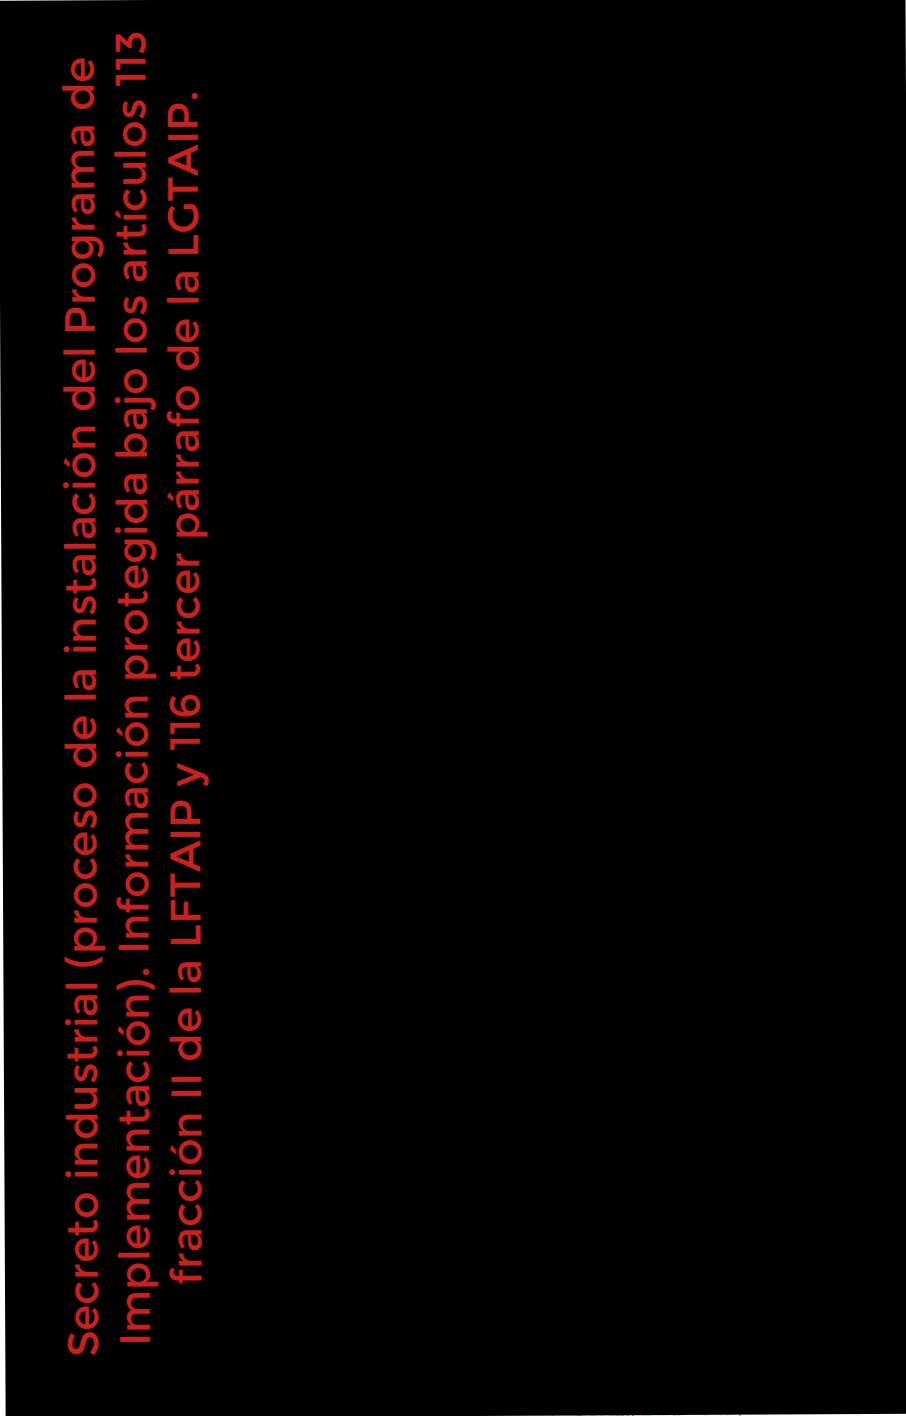 Secreto industrial (proceso de la instalación del Programa de
Implementación). Información protegida bajo los artículos 113
fracción II de la LFTAIP y 116 tercer párrafo de la LGTAIP.